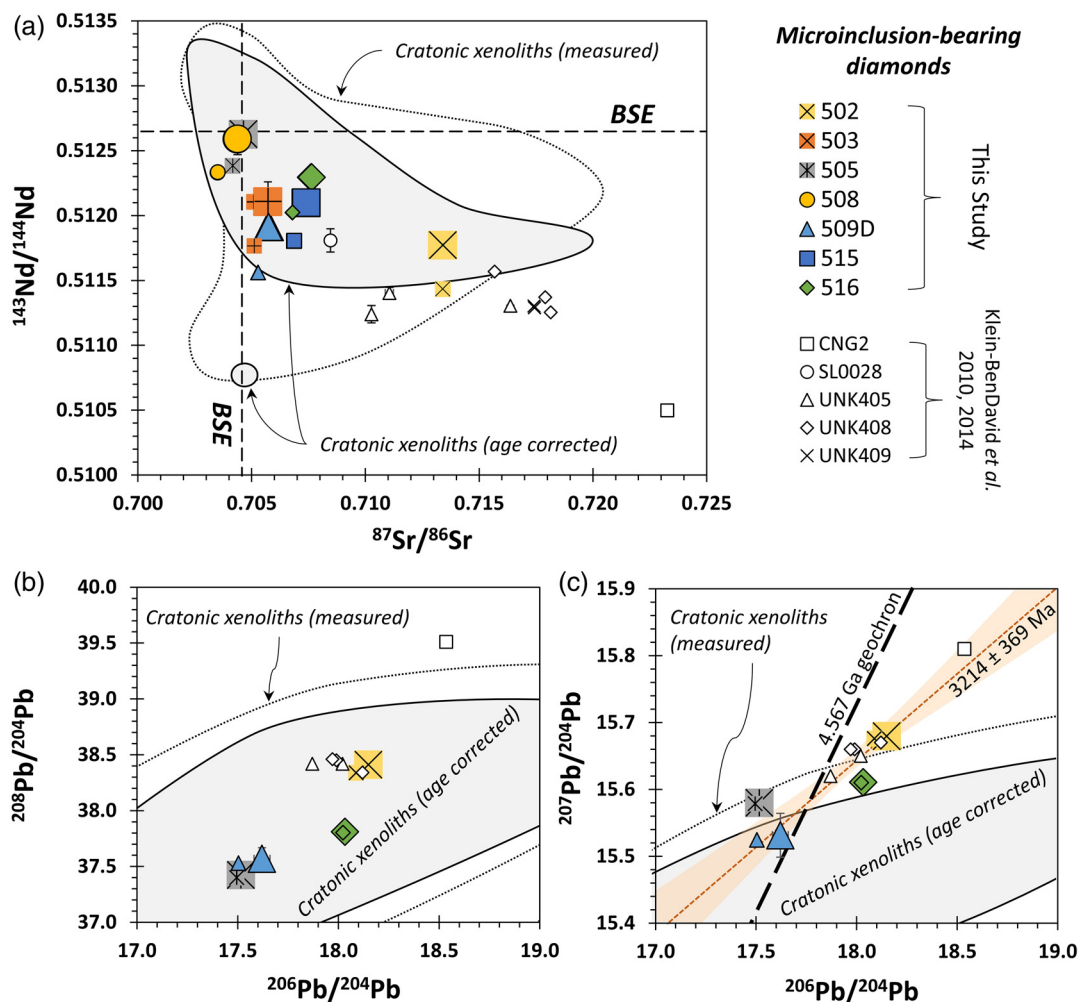 (a)
0.5135
0.5130
0.5125
0.5120
0.5115
0.5110
0.5105
0.5100
¹⁴³Nd/¹⁴⁴Nd
Cratonic xenoliths (measured)
BSE
BSE
Cratonic xenoliths (age corrected)
0.700
0.705
0.710
0.715
0.720
0.725
⁸⁷Sr/⁸⁶Sr
Microinclusion-bearing
diamonds
502
503
505
508
509D
515
516
This Study
CNG2
SL0028
UNK405
UNK408
UNK409
Klein-BenDavid et al.
2010, 2014
(b)
40.0
39.5
39.0
38.5
38.0
37.5
37.0
²⁰⁸Pb/²⁰⁴Pb
Cratonic xenoliths (measured)
Cratonic xenoliths (age corrected)
17.0
17.5
18.0
18.5
19.0
²⁰⁶Pb/²⁰⁴Pb
(c)
15.9
15.8
15.7
15.6
15.5
15.4
²⁰⁷Pb/²⁰⁴Pb
Cratonic xenoliths
(measured)
4.567 Ga geochron
3214 ± 369 Ma
Cratonic xenoliths (age corrected)
17.0
17.5
18.0
18.5
19.0
²⁰⁶Pb/²⁰⁴Pb